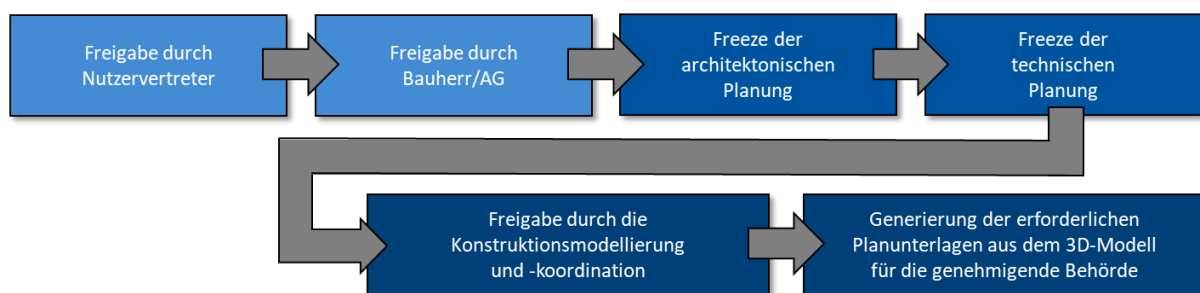 Freigabe durch
Nutzervertreter
Freigabe durch
Bauherr/AG
Freeze der
architektonischen
Planung
Freeze der
technischen
Planung
Freigabe durch die
Konstruktionsmodellierung
und -koordination
Generierung der erforderlichen
Planunterlagen aus dem 3D-Modell
für die genehmigende Behörde